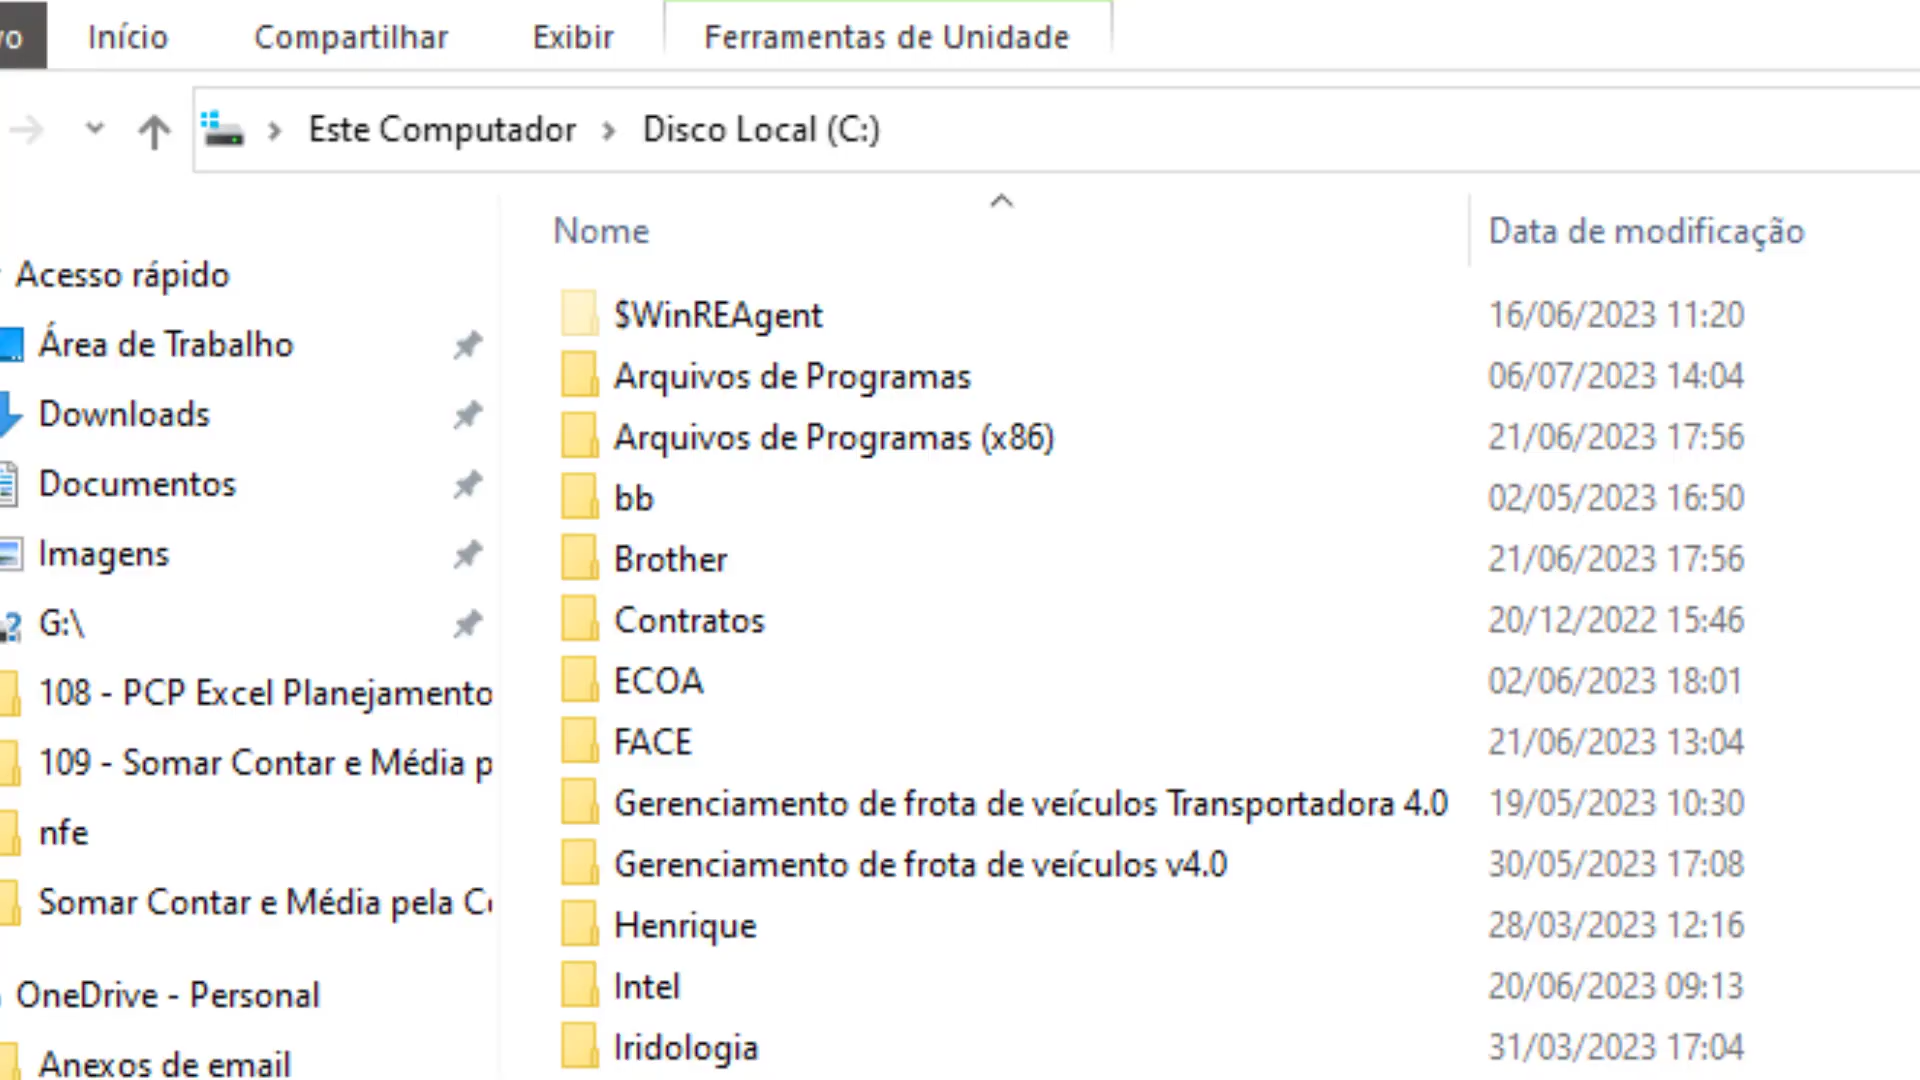 vo Início Compartilhar Exibir Ferramentas de Unidade
Este Computador Disco Local (C:)
Nome Data de modificação
Acesso rápido
Área de Trabalho
Downloads
Documentos
Imagens
G:\
108 - PCP Excel Planejamento
109 - Somar Contar e Média p
nfe
Somar Contar e Média pela C
OneDrive - Personal
Anexos de email
$WinREAgent 16/06/2023 11:20
Arquivos de Programas 06/07/2023 14:04
Arquivos de Programas (x86) 21/06/2023 17:56
bb 02/05/2023 16:50
Brother 21/06/2023 17:56
Contratos 20/12/2022 15:46
ECOA 02/06/2023 18:01
FACE 21/06/2023 13:04
Gerenciamento de frota de veículos Transportadora 4.0 19/05/2023 10:30
Gerenciamento de frota de veículos v4.0 30/05/2023 17:08
Henrique 28/03/2023 12:16
Intel 20/06/2023 09:13
Iridologia 31/03/2023 17:04